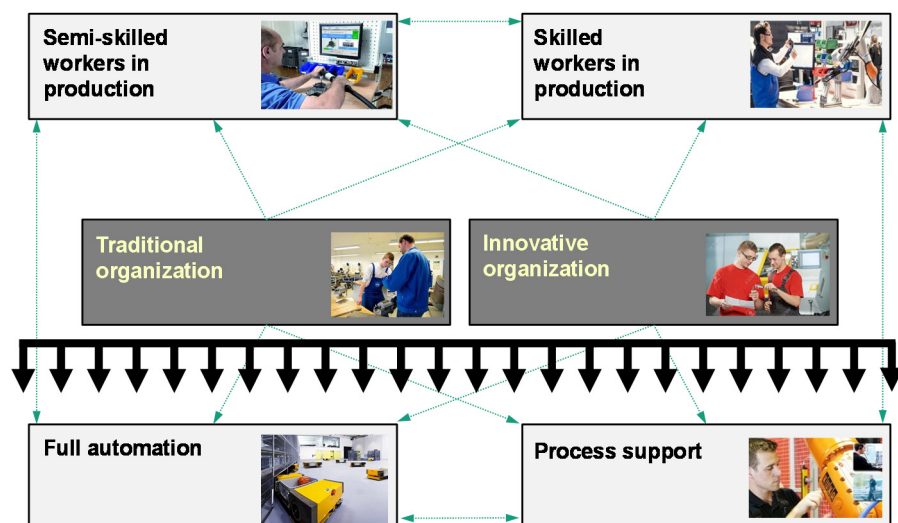 Semi-skilled
workers in
production
Skilled
workers in
production
Traditional
organization
Innovative
organization
Full automation
Process support